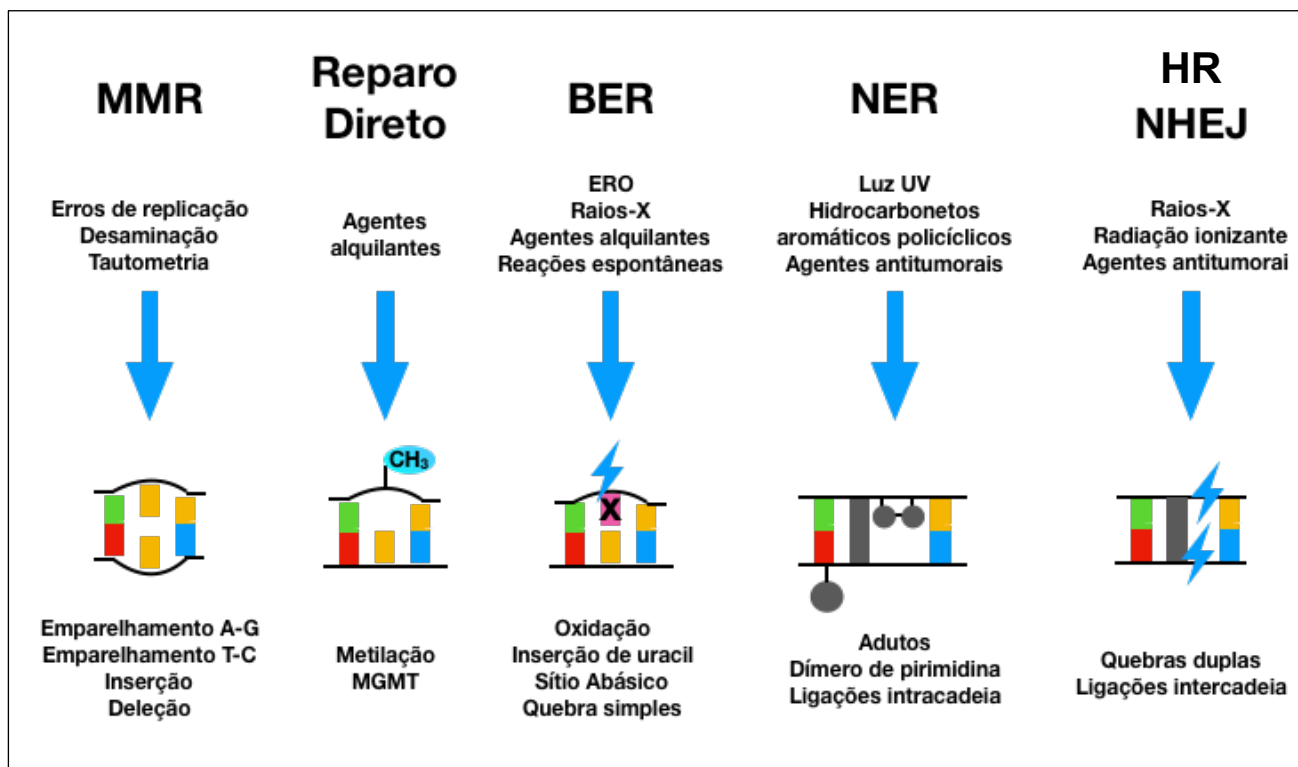 MMR
Erros de replicação
Desaminação
Tautometria
Emparelhamento A-G
Emparelhamento T-C
Inserção
Deleção
Reparo
Direto
Agentes
alquilantes
CH₃
Metilação
MGMT
BER
ERO
Raios-X
Agentes alquilantes
Reações espontâneas
X
Oxidação
Inserção de uracil
Sítio Abásico
Quebra simples
NER
Luz UV
Hidrocarbonetos
aromáticos policíclicos
Agentes antitumorais
Adutos
Dímero de pirimidina
Ligações intracadeia
HR
NHEJ
Raios-X
Radiação ionizante
Agentes antitumorai
Quebras duplas
Ligações intercadeia